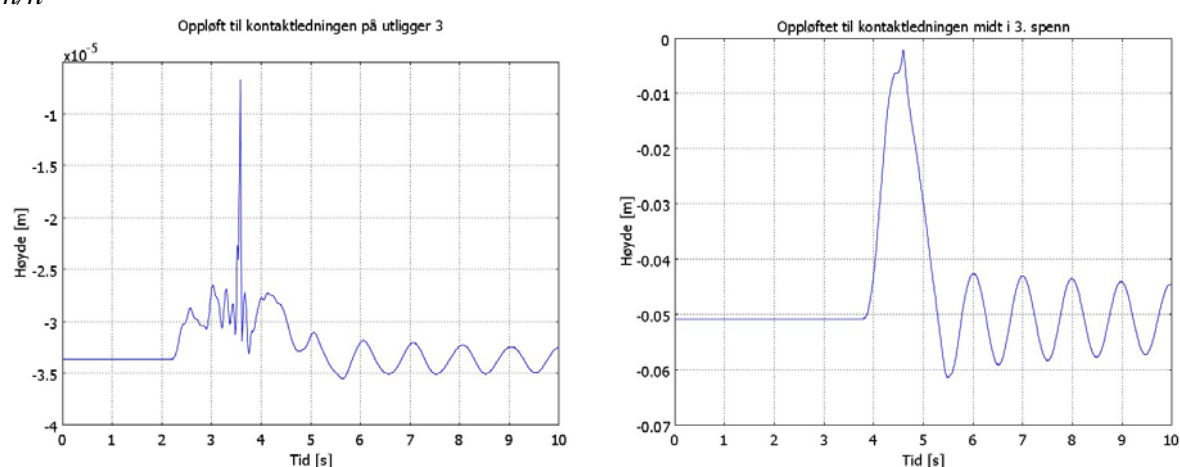 Oppløft til kontaktledningen på utligger 3
x10-5
-1
-1.5
-2
-2.5
-3
-3.5
-4
0 1 2 3 4 5 6 7 8 9 10
Høyde [m]
Tid [s]
Oppløftet til kontaktledningen midt i 3. spenn
0
-0.01
-0.02
-0.03
-0.04
-0.05
-0.06
-0.07
0 1 2 3 4 5 6 7 8 9 10
Høyde [m]
Tid [s]